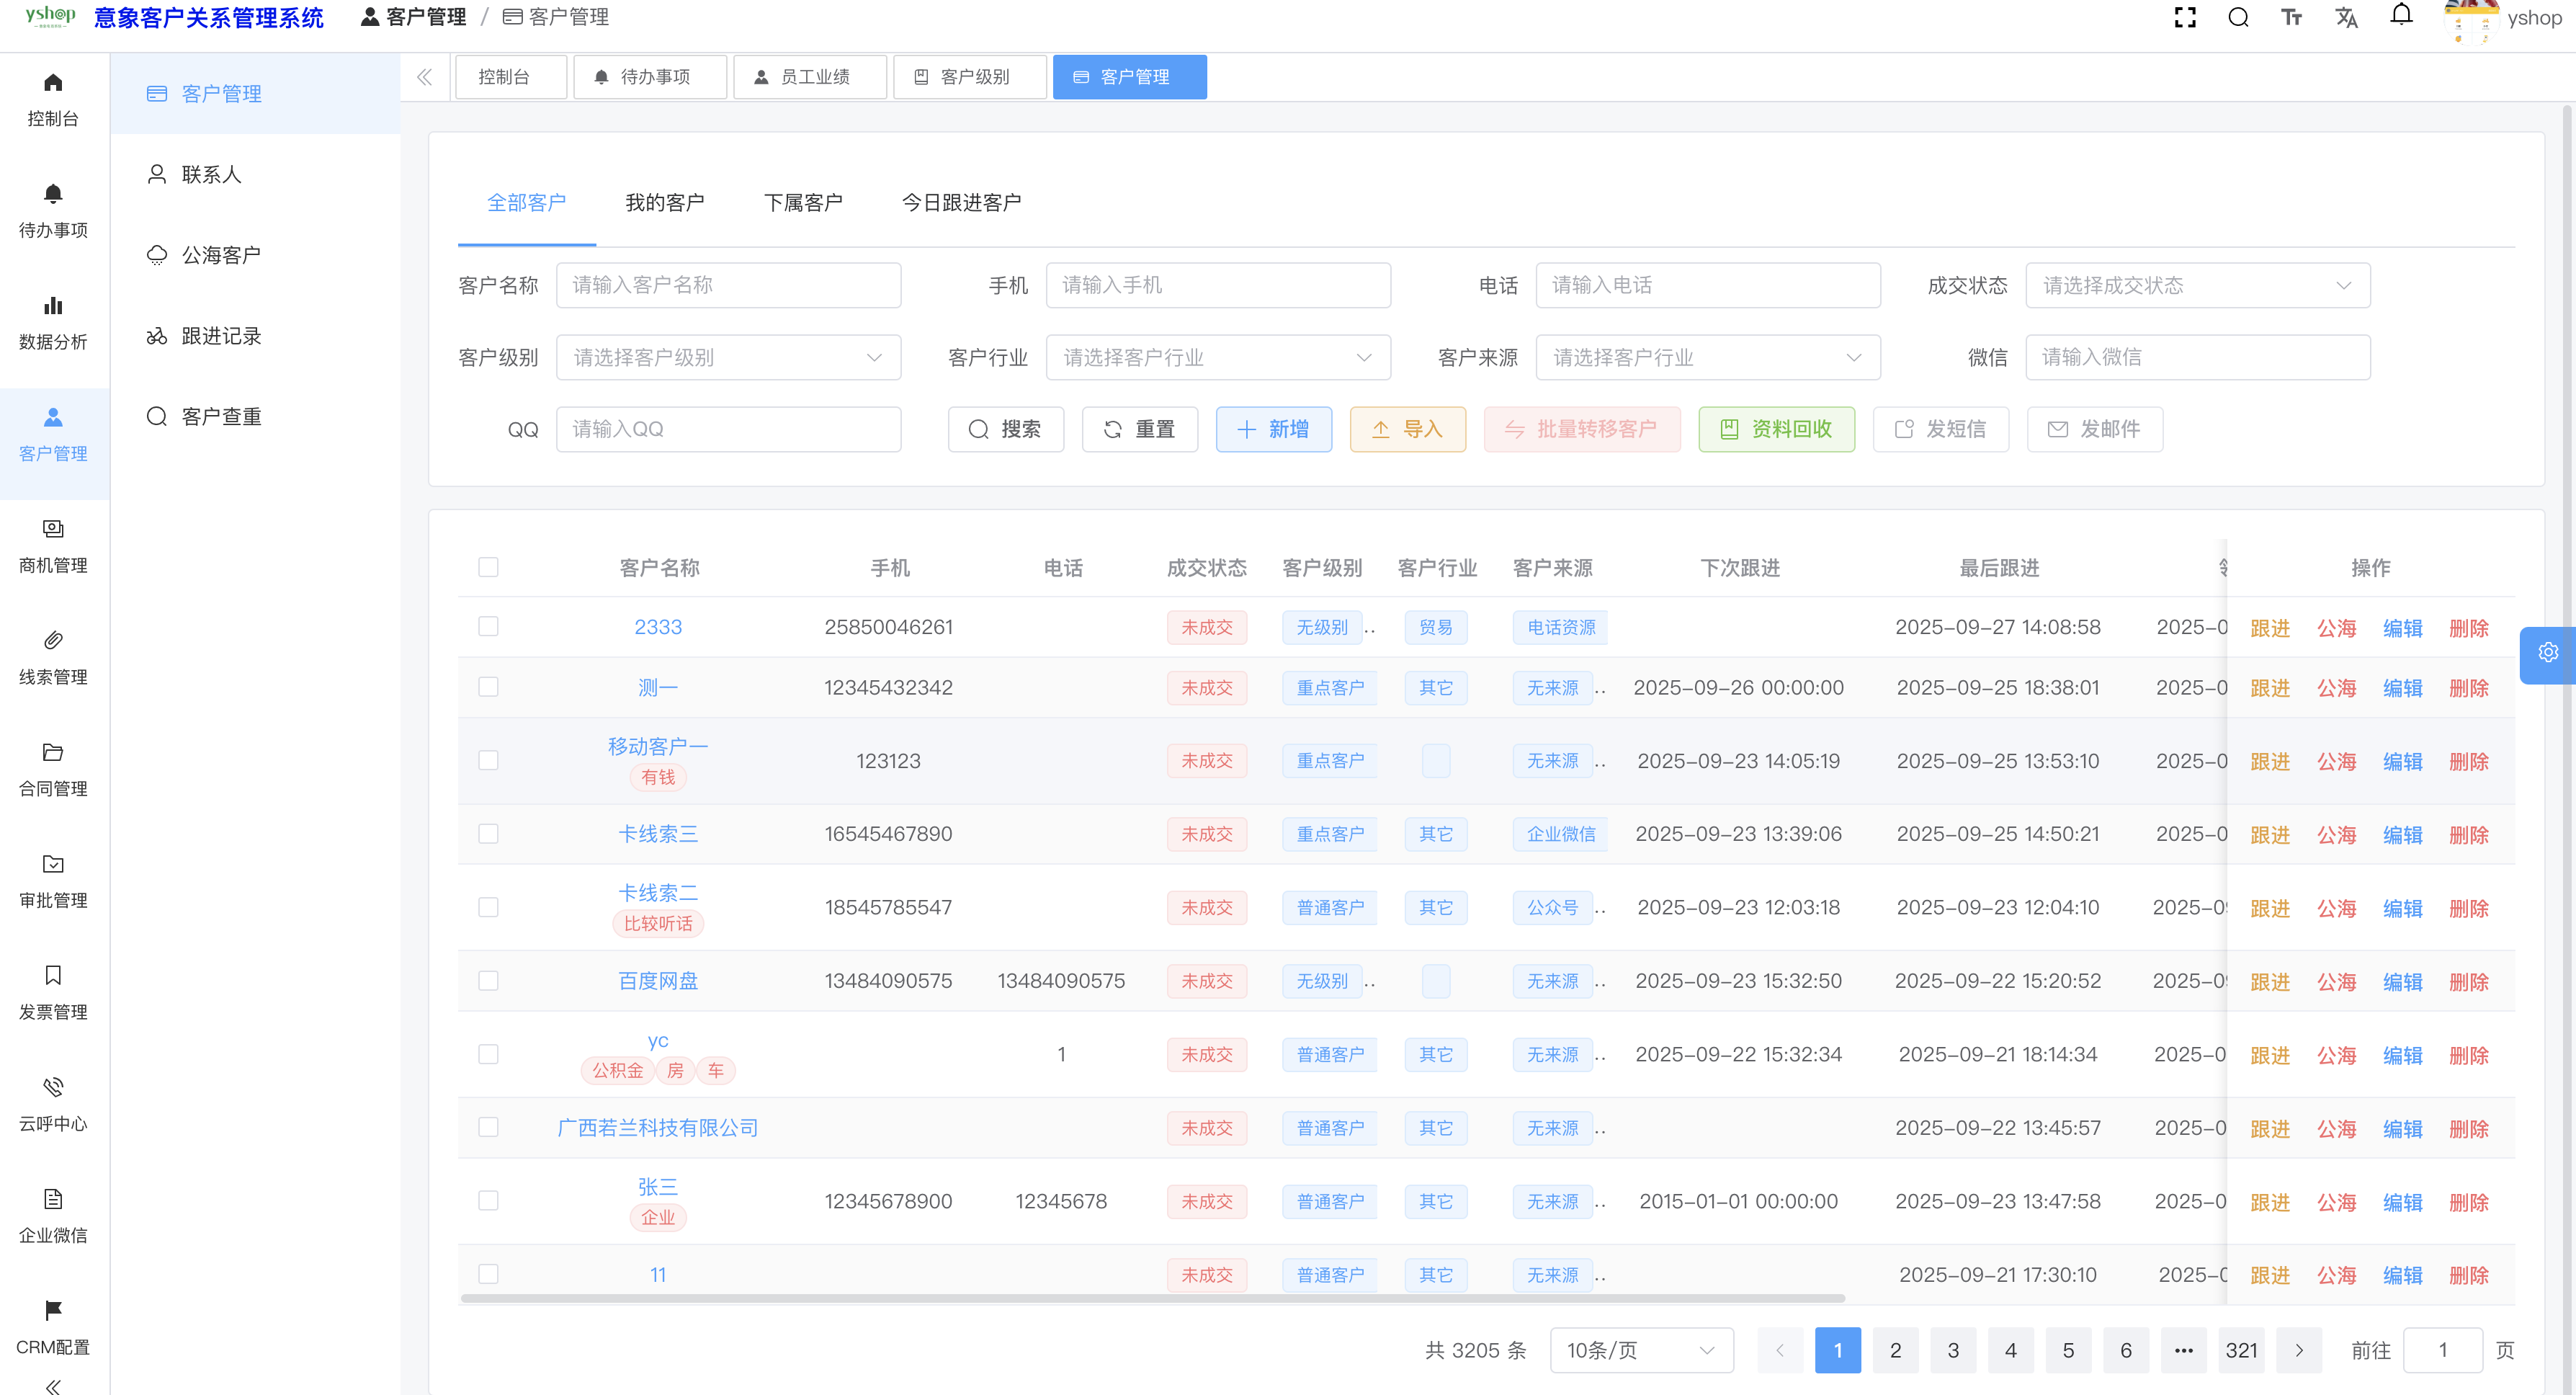 yshop 意象客户关系管理系统 客户管理 / 客户管理 yshop
控制台
待办事项
数据分析
客户管理
商机管理
线索管理
合同管理
审批管理
发票管理
云呼中心
企业微信
CRM配置
客户管理
联系人
公海客户
跟进记录
客户查重
控制台 待办事项 员工业绩 客户级别 客户管理
全部客户 我的客户 下属客户 今日跟进客户
客户名称 请输入客户名称 手机 请输入手机 电话 请输入电话 成交状态 请选择成交状态
客户级别 请选择客户级别 客户行业 请选择客户行业 客户来源 请选择客户行业 微信 请输入微信
QQ 请输入QQ 搜索 重置 新增 导入 批量转移客户 资料回收 发短信 发邮件
客户名称 手机 电话 成交状态 客户级别 客户行业 客户来源 下次跟进 最后跟进 操作
2333 25850046261 未成交 无级别 .. 贸易 电话资源 2025-09-27 14:08:58 2025-0 跟进 公海 编辑 删除
测一 12345432342 未成交 重点客户 其它 无来源 .. 2025-09-26 00:00:00 2025-09-25 18:38:01 2025-0 跟进 公海 编辑 删除
移动客户一 123123 未成交 重点客户 无来源 .. 2025-09-23 14:05:19 2025-09-25 13:53:10 2025-0 跟进 公海 编辑 删除
有钱
卡线索三 16545467890 未成交 重点客户 其它 企业微信 2025-09-23 13:39:06 2025-09-25 14:50:21 2025-0 跟进 公海 编辑 删除
卡线索二 18545785547 未成交 普通客户 其它 公众号 .. 2025-09-23 12:03:18 2025-09-23 12:04:10 2025-09 跟进 公海 编辑 删除
比较听话
百度网盘 13484090575 13484090575 未成交 无级别 .. 无来源 .. 2025-09-23 15:32:50 2025-09-22 15:20:52 2025-09 跟进 公海 编辑 删除
yc 1 未成交 普通客户 其它 无来源 .. 2025-09-22 15:32:34 2025-09-21 18:14:34 2025-0 跟进 公海 编辑 删除
公积金 房 车
广西若兰科技有限公司 未成交 普通客户 其它 无来源 .. 2025-09-22 13:45:57 2025-0 跟进 公海 编辑 删除
张三 12345678900 12345678 未成交 普通客户 其它 无来源 .. 2015-01-01 00:00:00 2025-09-23 13:47:58 2025-0 跟进 公海 编辑 删除
企业
11 未成交 普通客户 其它 无来源 .. 2025-09-21 17:30:10 2025-0 跟进 公海 编辑 删除
共 3205 条 10条/页 1 2 3 4 5 6 ••• 321 前往 1 页